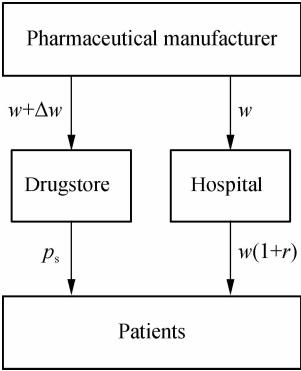 Pharmaceutical manufacturer
w+Δw
w
Drugstore
Hospital
pₛ
w(1+r)
Patients